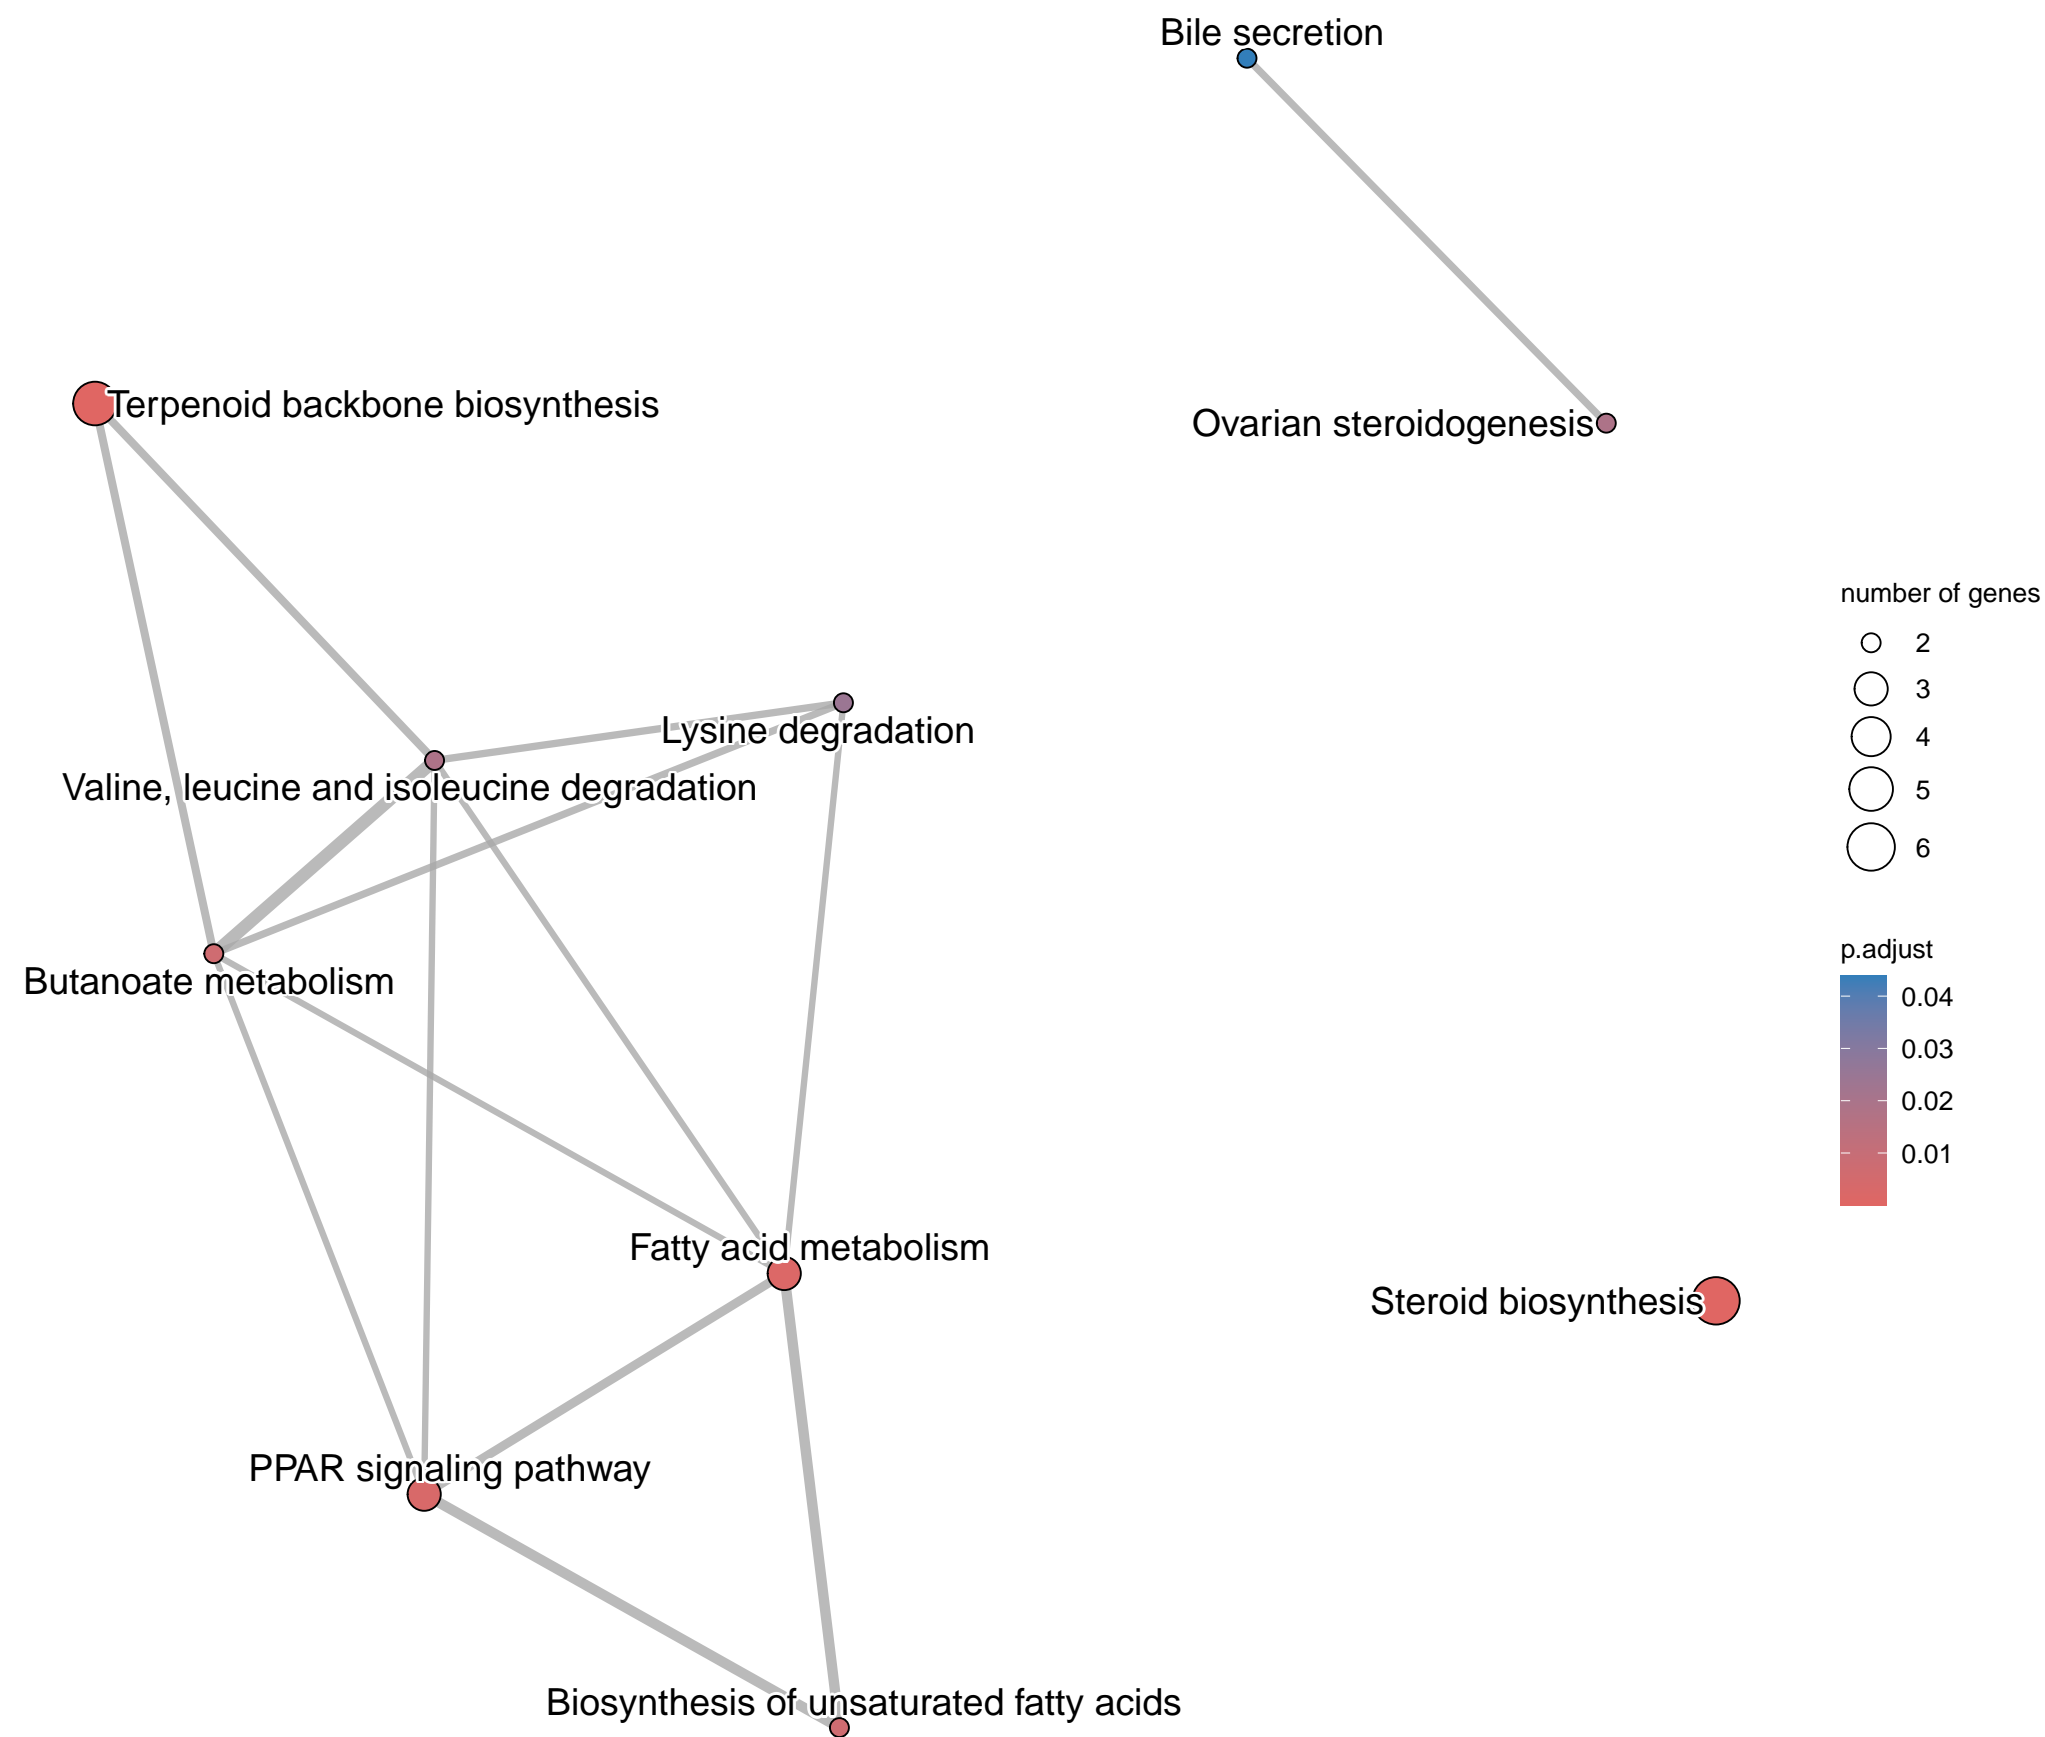 Bile secretion
Terpenoid backbone biosynthesis
Ovarian steroidogenesis
number of genes
2
3
4
5
6
Lysine degradation
Valine, leucine and isoleucine degradation
Butanoate metabolism
p.adjust
0.04
0.03
0.02
0.01
Fatty acid metabolism
Steroid biosynthesis
PPAR signaling pathway
Biosynthesis of unsaturated fatty acids